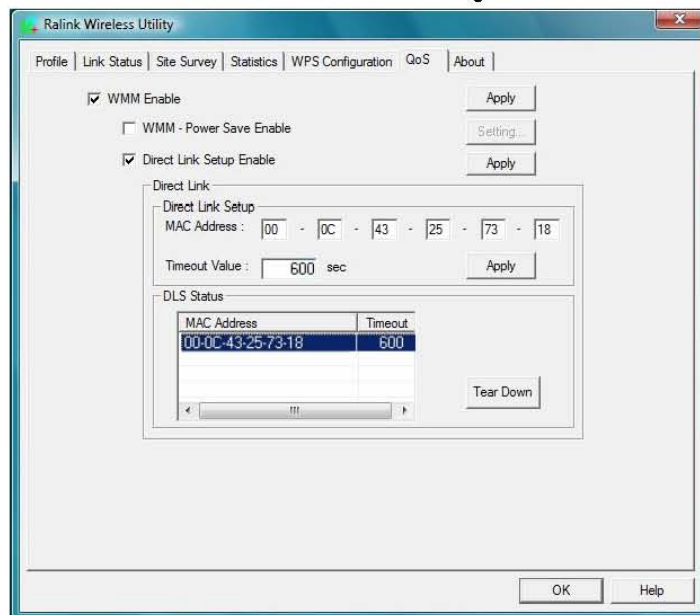 Ralink Wireless Utility
Profile Link Status Site Survey Statistics WPS Configuration QoS About
WMM Enable Apply
WMM - Power Save Enable Setting...
Direct Link Setup Enable Apply
Direct Link
Direct Link Setup
MAC Address : 00 - 0C - 43 - 25 - 73 - 18
Timeout Value : 600 sec Apply
DLS Status
MAC Address Timeout
00-0C-43-25-73-18 600
Tear Down
OK Help